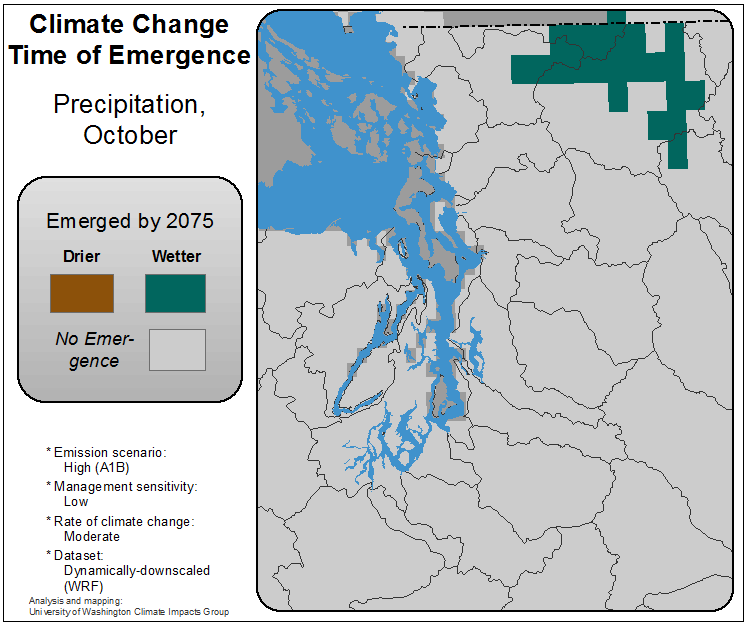 Climate Change
Time of Emergence
Precipitation,
October
Emerged by 2075
Drier
Wetter
No Emer-
gence
* Emission scenario:
High (A1B)
* Management sensitivity:
Low
* Rate of climate change:
Moderate
* Dataset:
Dynamically-downscaled
(WRF)
Analysis and mapping:
University of Washington Climate Impacts Group